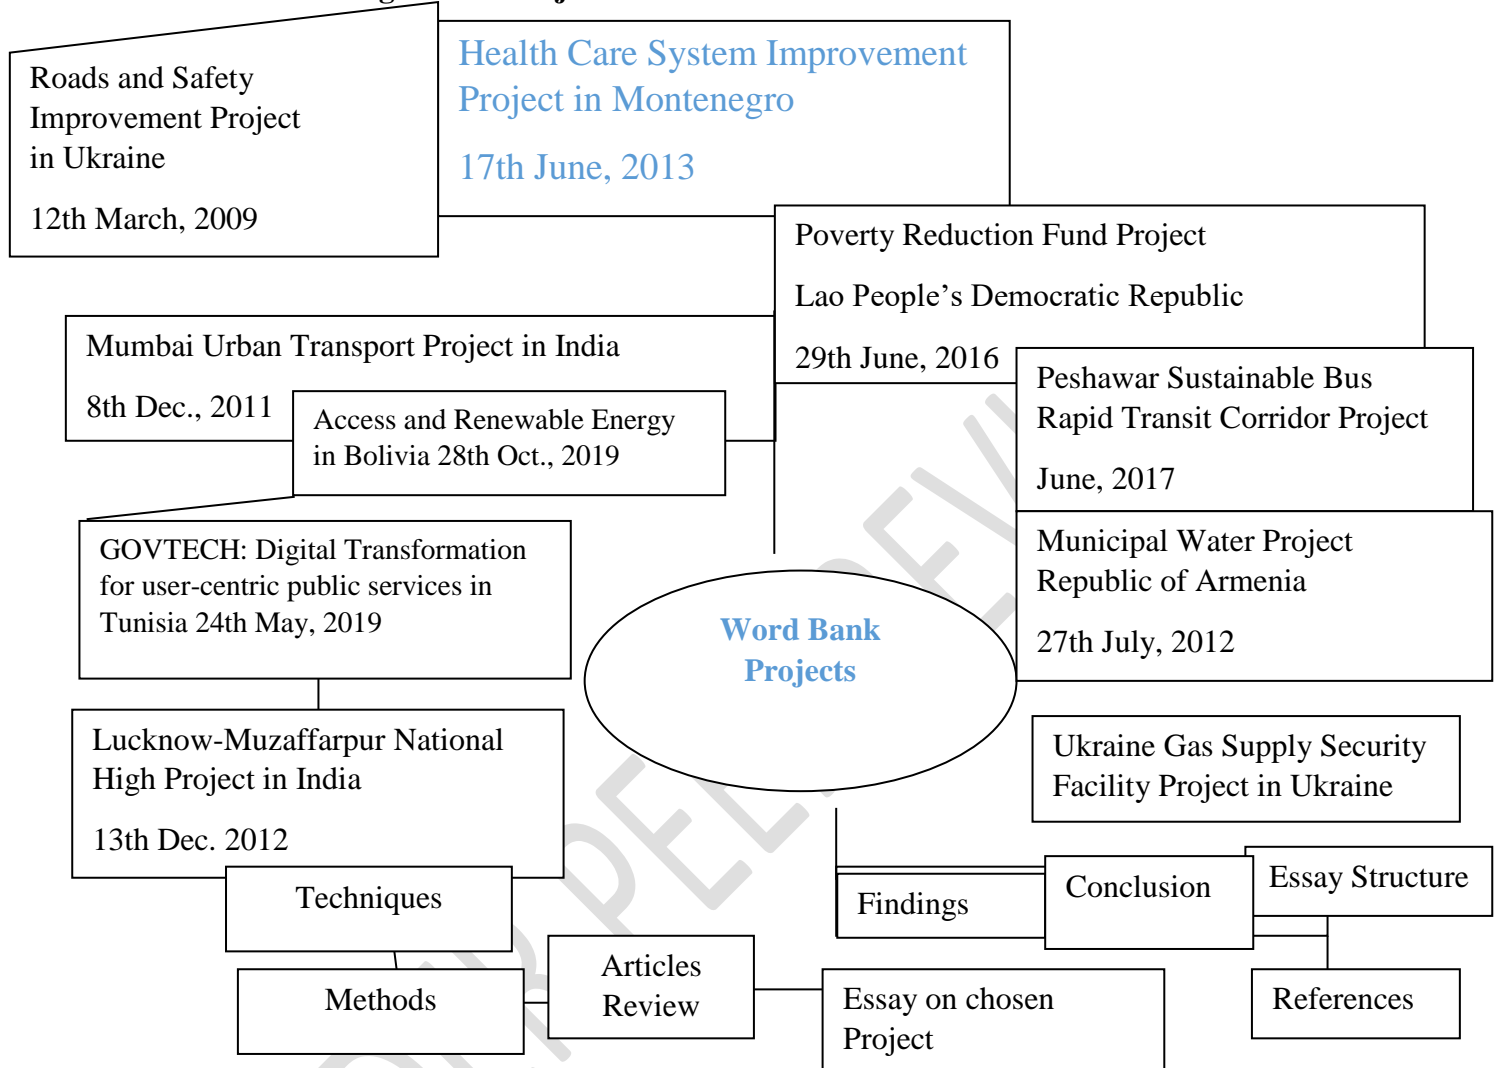 Roads and Safety
Improvement Project
in Ukraine
12th March, 2009
Health Care System Improvement
Project in Montenegro
17th June, 2013
Poverty Reduction Fund Project
Lao People’s Democratic Republic
29th June, 2016
Mumbai Urban Transport Project in India
8th Dec., 2011
Access and Renewable Energy
in Bolivia 28th Oct., 2019
Peshawar Sustainable Bus
Rapid Transit Corridor Project
June, 2017
GOVTECH: Digital Transformation
for user-centric public services in
Tunisia 24th May, 2019
Municipal Water Project
Republic of Armenia
27th July, 2012
Word Bank
Projects
Lucknow-Muzaffarpur National
High Project in India
13th Dec. 2012
Ukraine Gas Supply Security
Facility Project in Ukraine
Techniques
Findings
Conclusion
Essay Structure
Methods
Articles
Review
Essay on chosen
Project
References